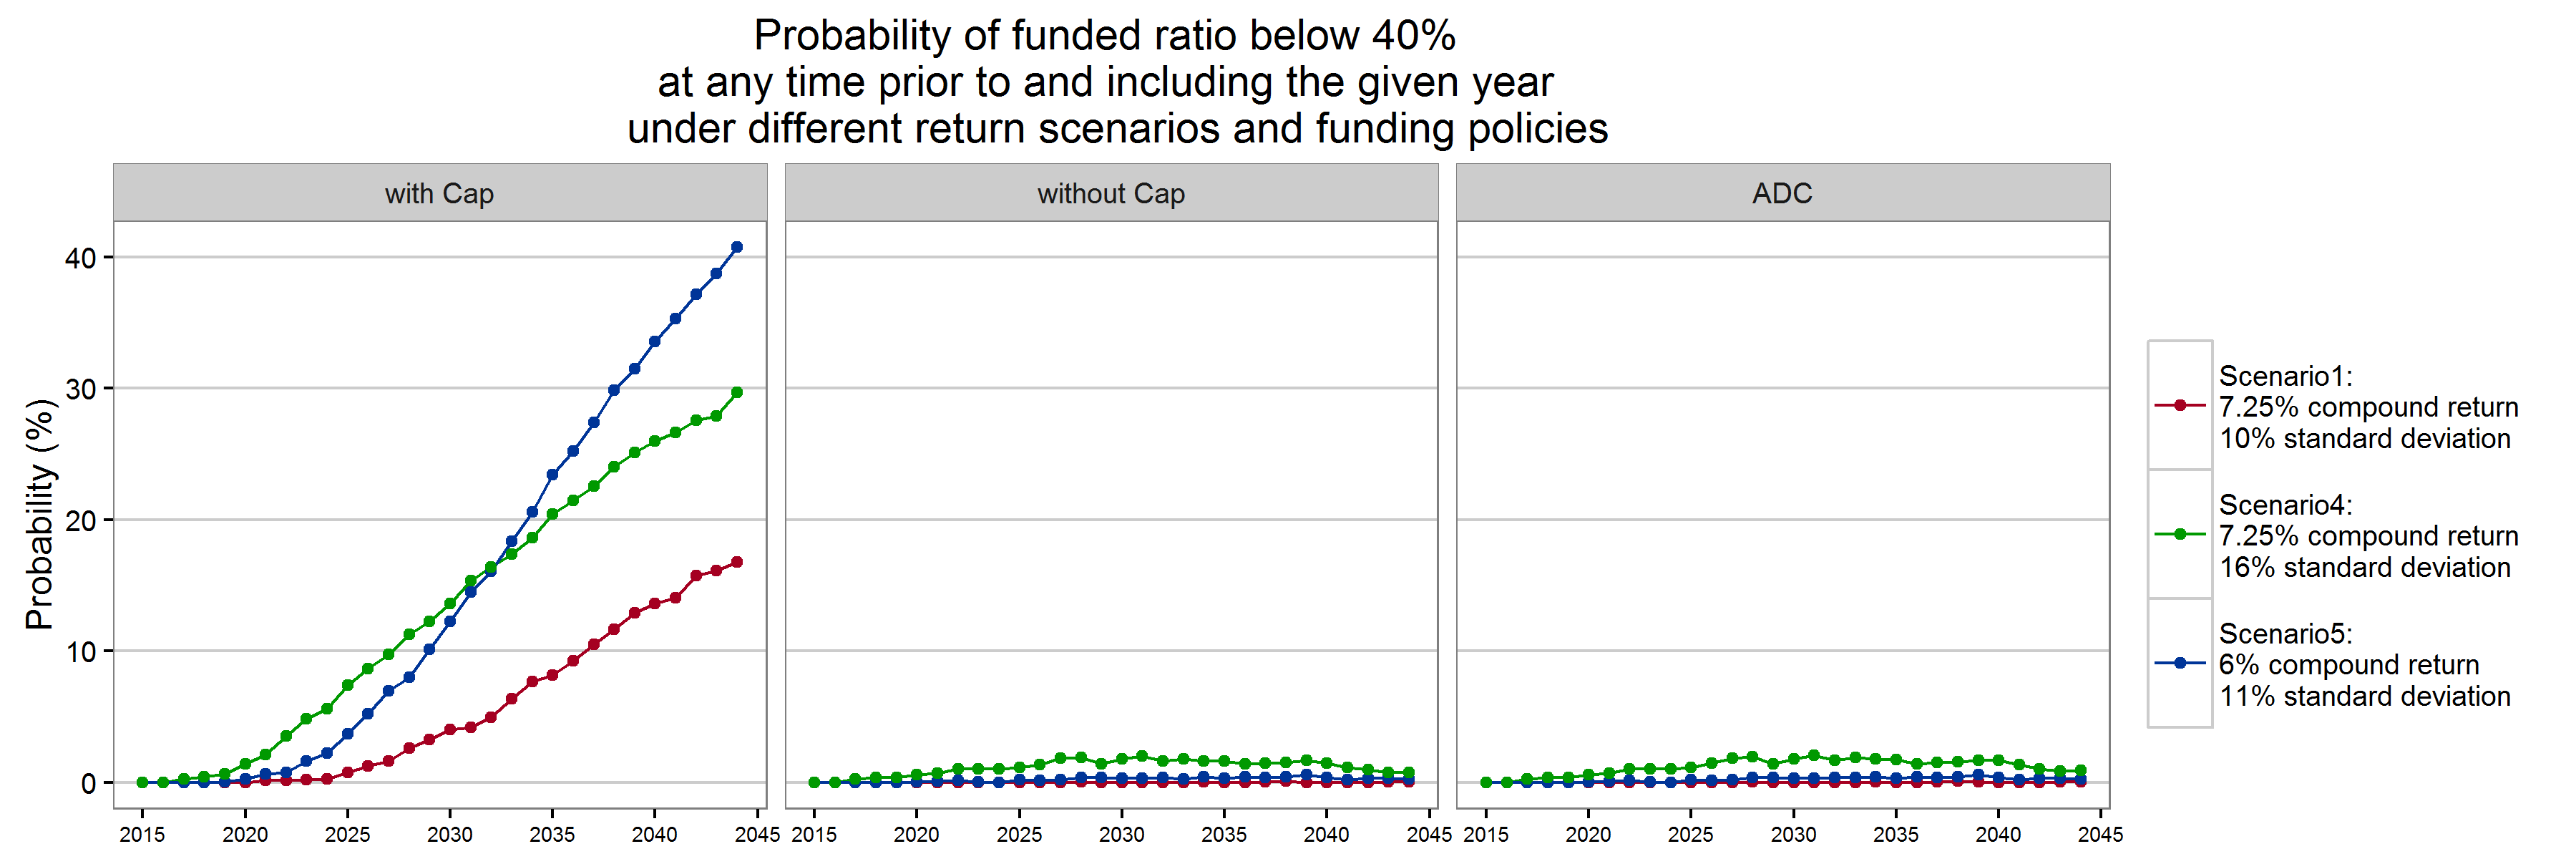 Probability of funded ratio below 40%
at any time prior to and including the given year
under different return scenarios and funding policies
with Cap
without Cap
ADC
Probability (%)
40
30
20
10
0
2015 2020 2025 2030 2035 2040 2045
2015 2020 2025 2030 2035 2040 2045
2015 2020 2025 2030 2035 2040 2045
Scenario1:
7.25% compound return
10% standard deviation
Scenario4:
7.25% compound return
16% standard deviation
Scenario5:
6% compound return
11% standard deviation